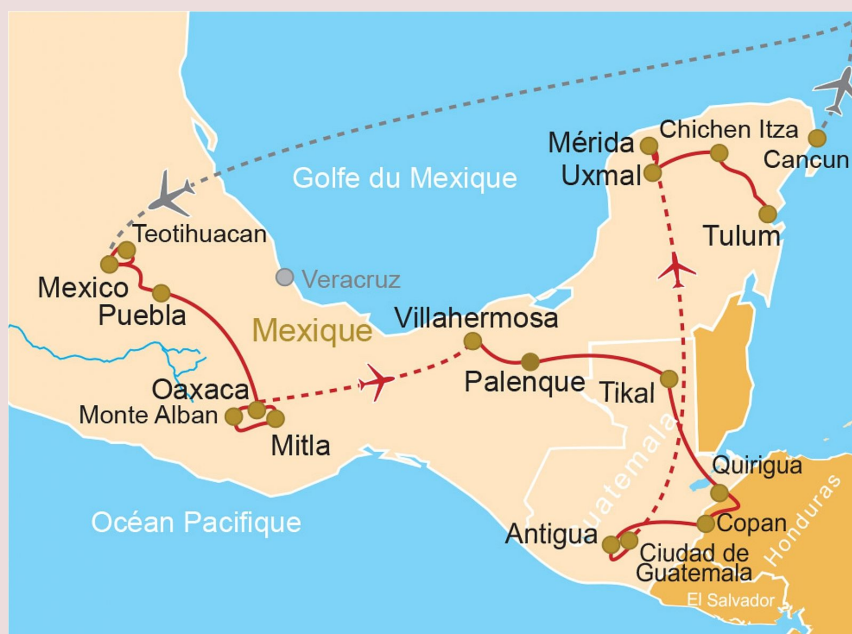 Mérida
Chichen Itza
Cancun
Uxmal
Golfe du Mexique
Teotihuacan
Tulum
Mexico
Veracruz
Puebla
Mexique
Villahermosa
Palenque
Tikal
Oaxaca
Monte Alban
Mitla
Guatemala
Quirigua
Honduras
Océan Pacifique
Copan
Antigua
Ciudad de
Guatemala
El Salvador